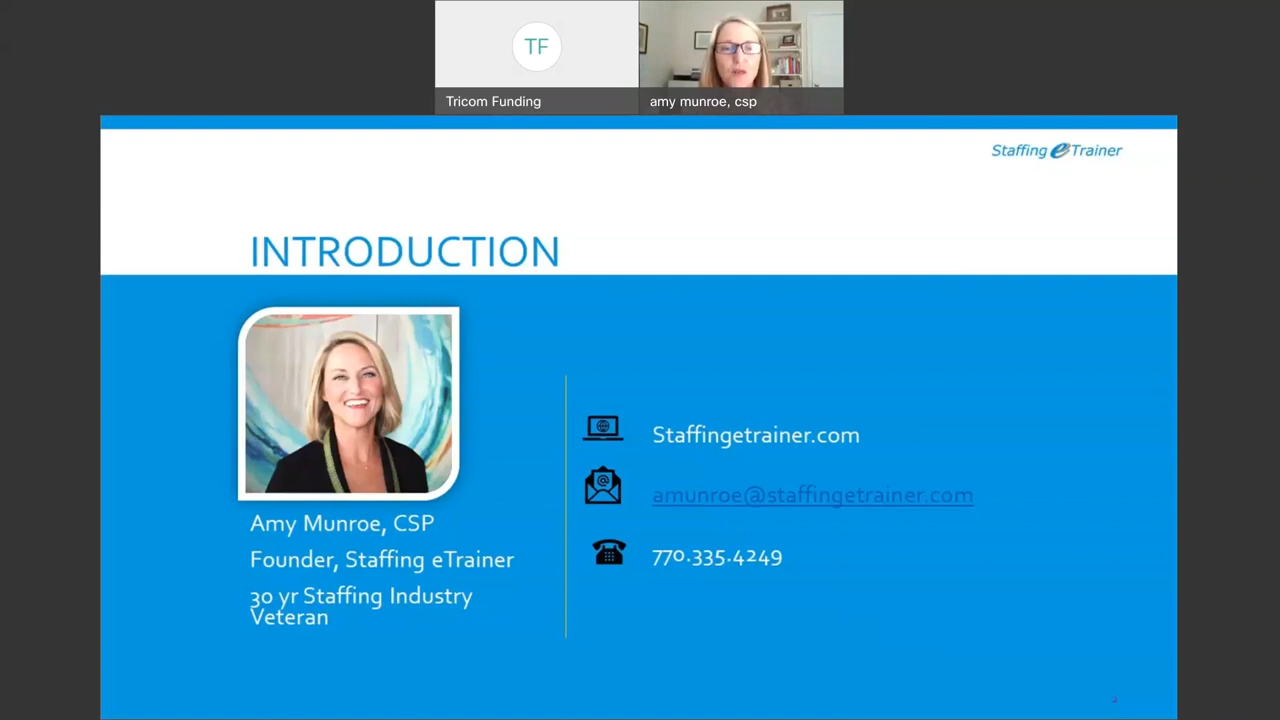 TF
Tricom Funding
amy munroe, csp
Staffing eTrainer
INTRODUCTION
Staffingetrainer.com
amunroe@staffingetrainer.com
770.335.4249
Amy Munroe, CSP
Founder, Staffing eTrainer
30 yr Staffing Industry
Veteran
2